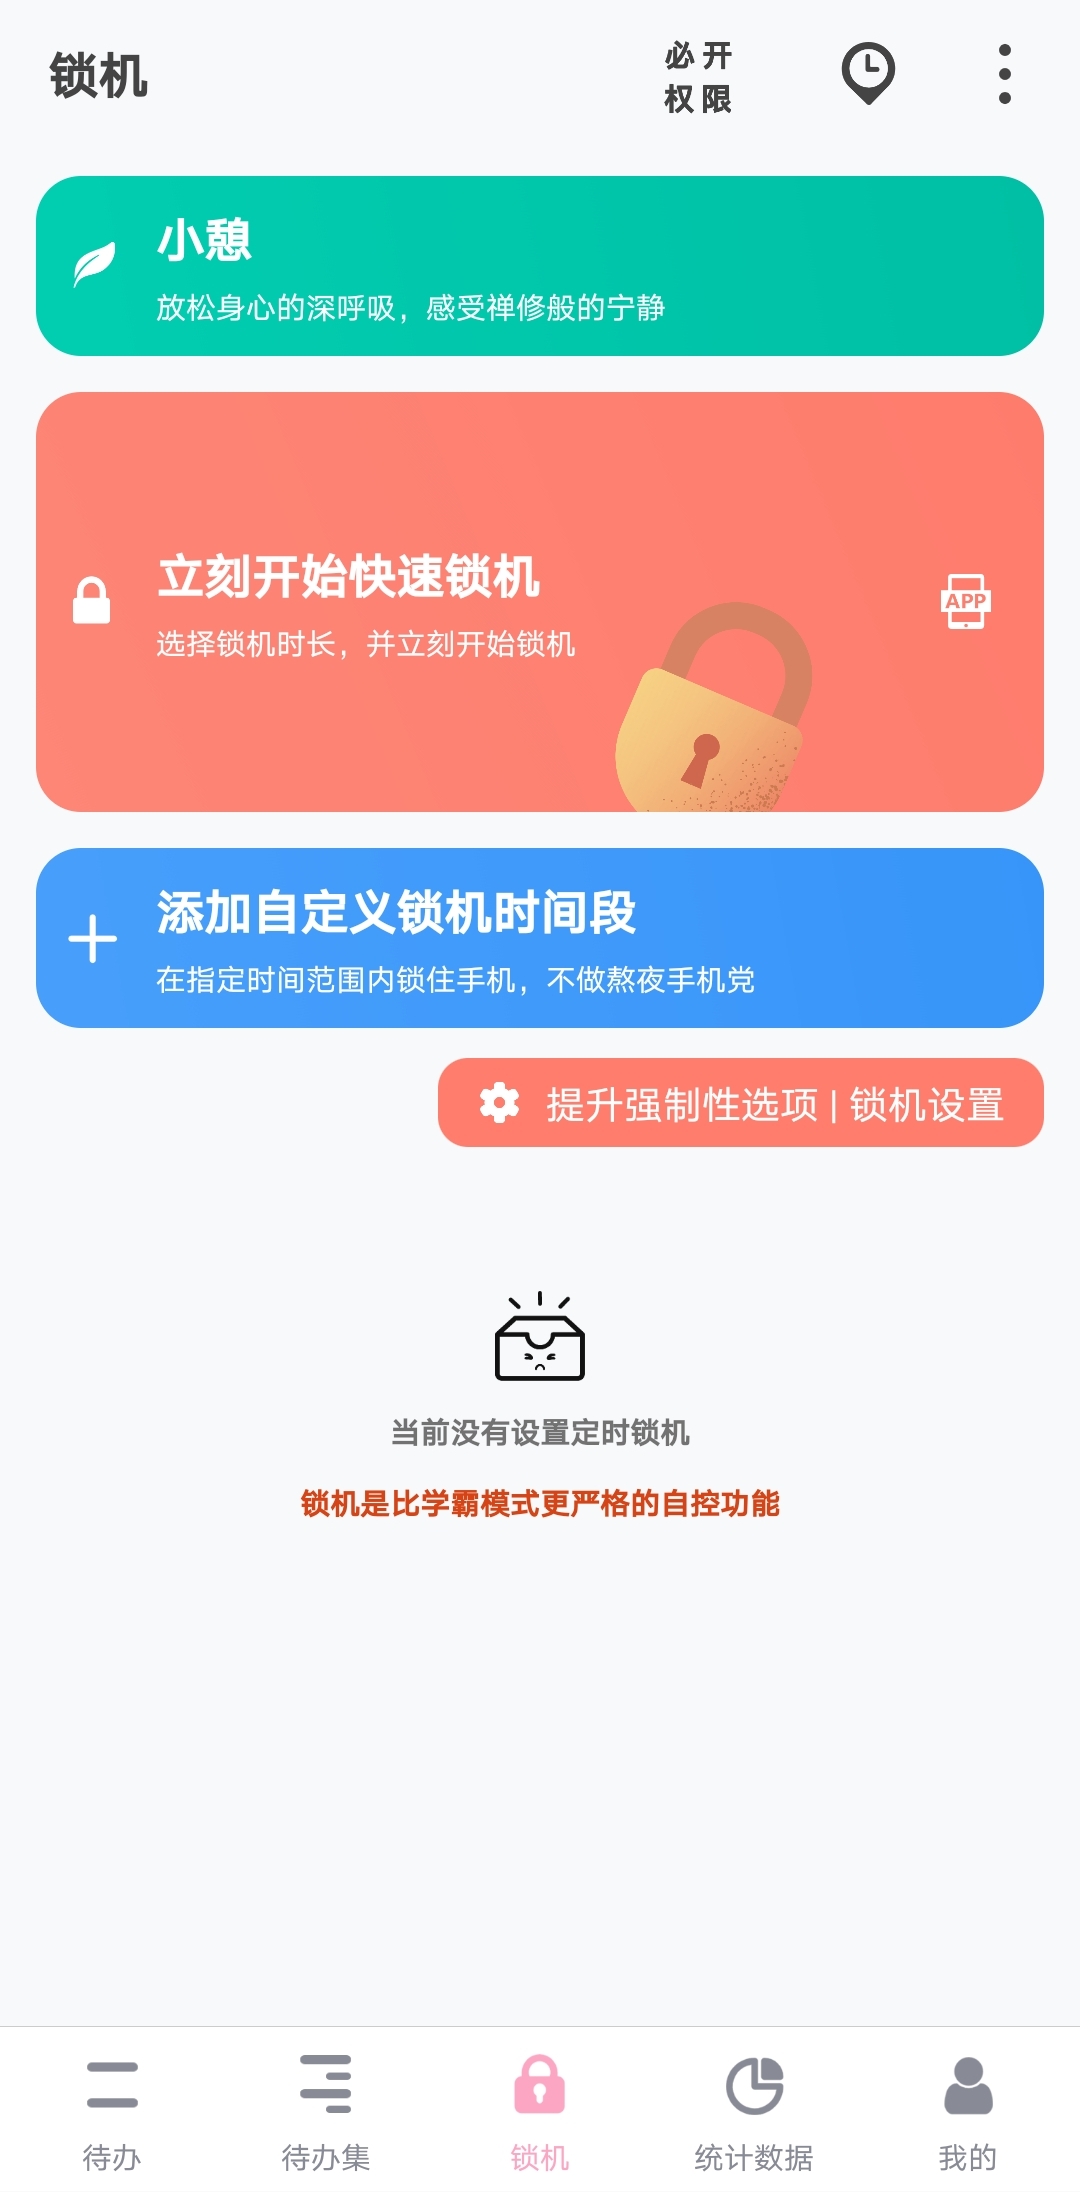 锁机
必开
权限
小憩
放松身心的深呼吸，感受禅修般的宁静
立刻开始快速锁机
选择锁机时长，并立刻开始锁机
APP
添加自定义锁机时间段
在指定时间范围内锁住手机，不做熬夜手机党
提升强制性选项 | 锁机设置
当前没有设置定时锁机
锁机是比学霸模式更严格的自控功能
待办
待办集
锁机
统计数据
我的